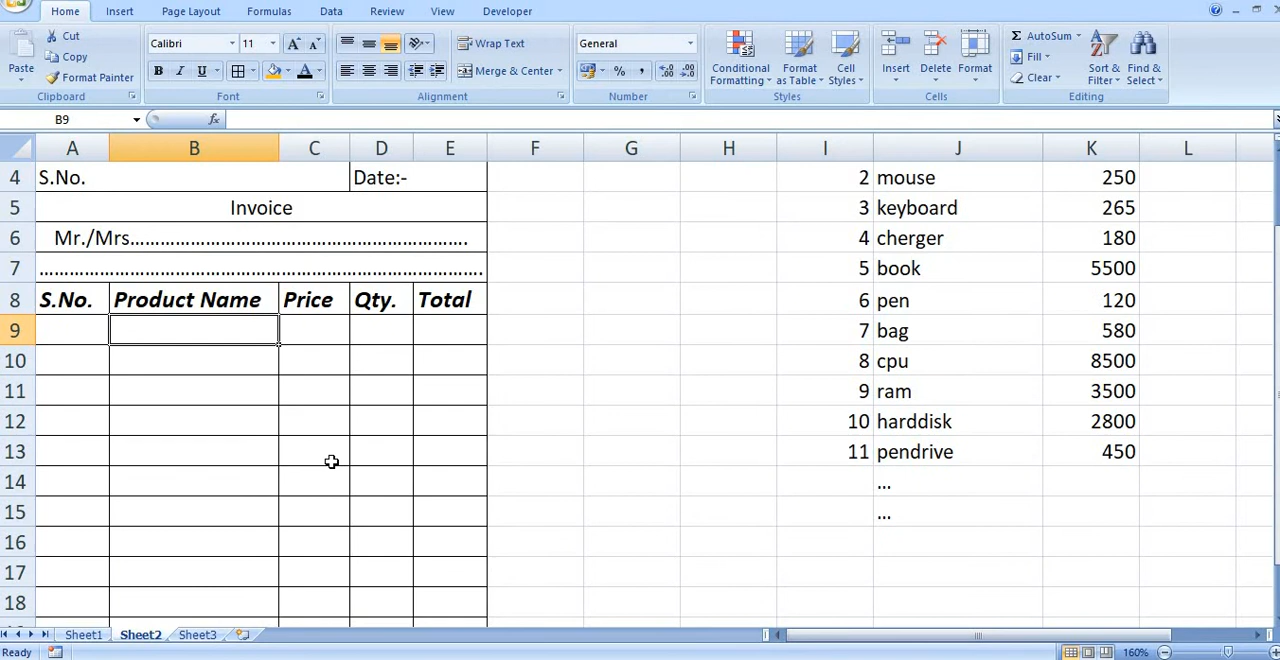 Home Insert Page Layout Formulas Data Review View Developer
Paste Cut Copy Format Painter Clipboard
Calibri 11 A A B I U A Font
Wrap Text Merge & Center Alignment
General % , .0 .00 .00 .0 Number
Conditional Formatting Format as Table Cell Styles Styles
Insert Delete Format Cells
Σ AutoSum Fill Clear Sort & Filter Find & Select Editing
B9 fx
A B C D E F G H I J K L
4 S.No. Date:- 2 mouse 250
5 Invoice 3 keyboard 265
6 Mr./Mrs............................................................... 4 cherger 180
7 .................................................................................. 5 book 5500
8 S.No. Product Name Price Qty. Total 6 pen 120
9 7 bag 580
10 8 cpu 8500
11 9 ram 3500
12 10 harddisk 2800
13 11 pendrive 450
14 ...
15 ...
16
17
18
Sheet1 Sheet2 Sheet3
Ready 160%